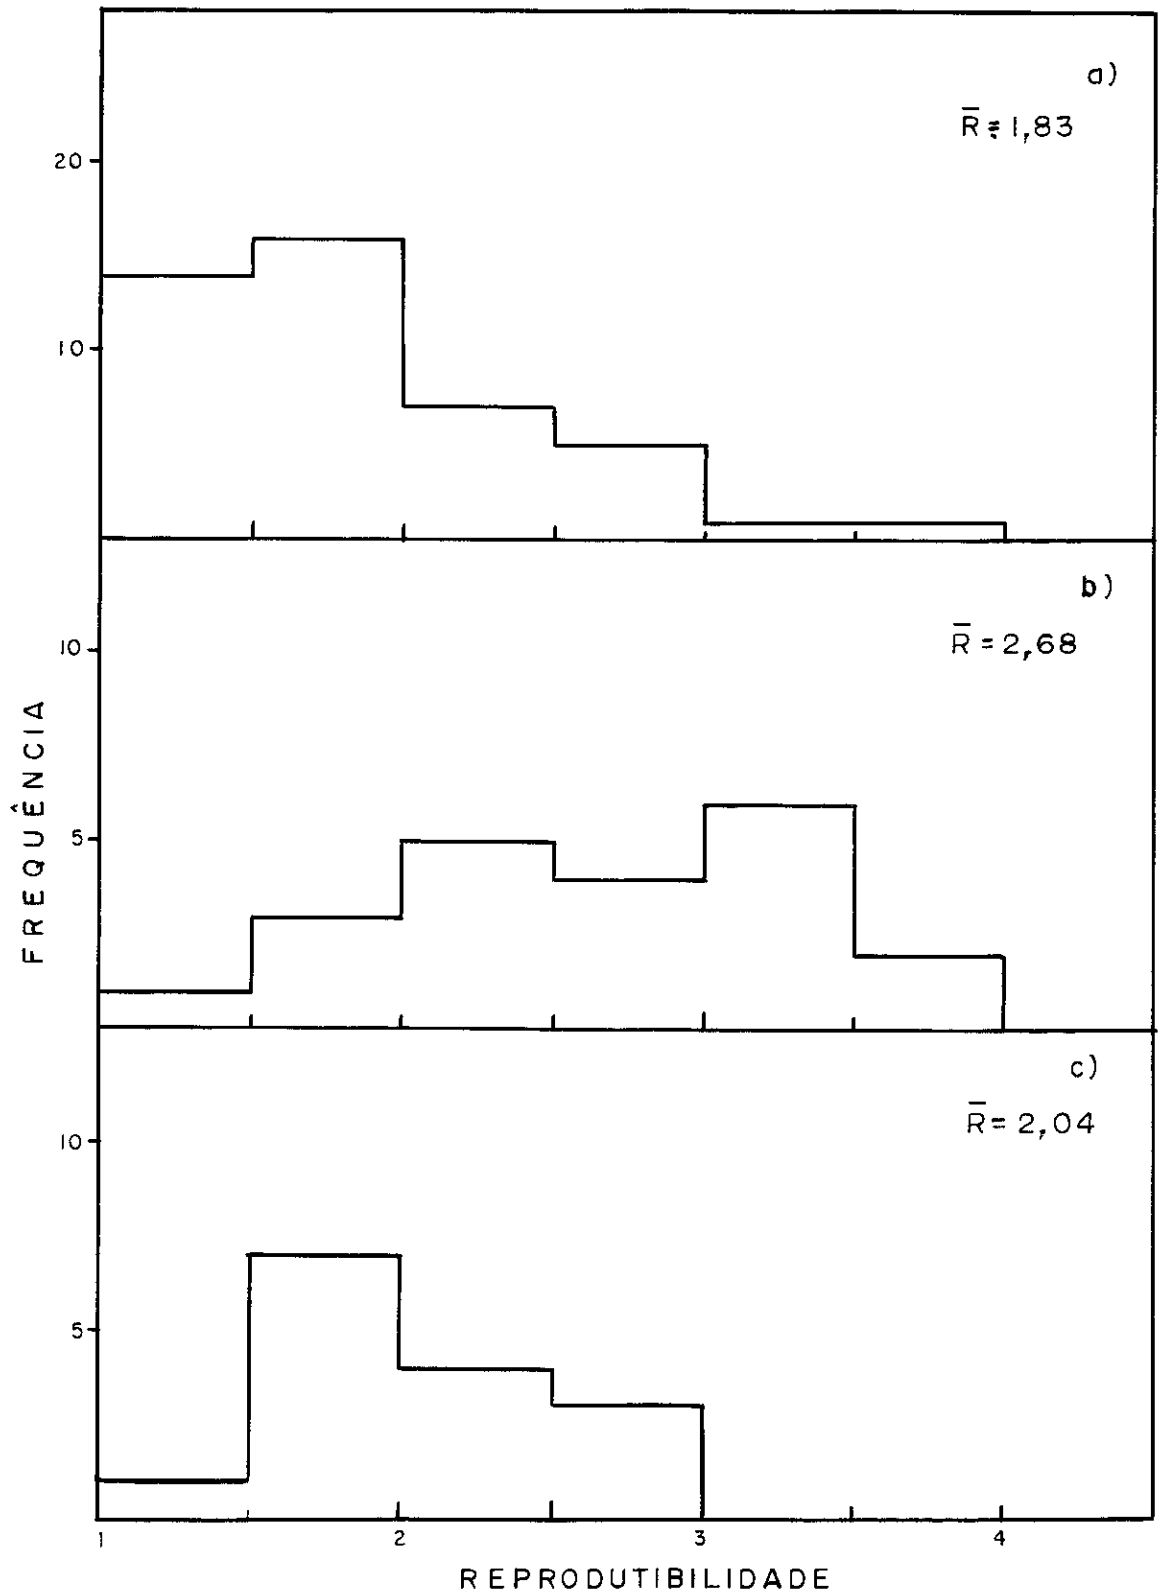 a)
R̅ = 1,83
20
10
b)
R̅ = 2,68
10
5
FREQUÊNCIA
c)
R̅ = 2,04
10
5
1 2 3 4
REPRODUTIBILIDADE